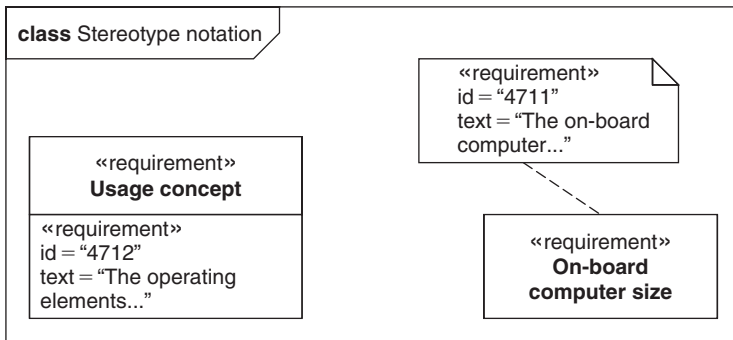 class Stereotype notation
«requirement»
id = “4711”
text = “The on-board
computer...”
«requirement»
Usage concept
«requirement»
id = “4712”
text = “The operating
elements...”
«requirement»
On-board
computer size